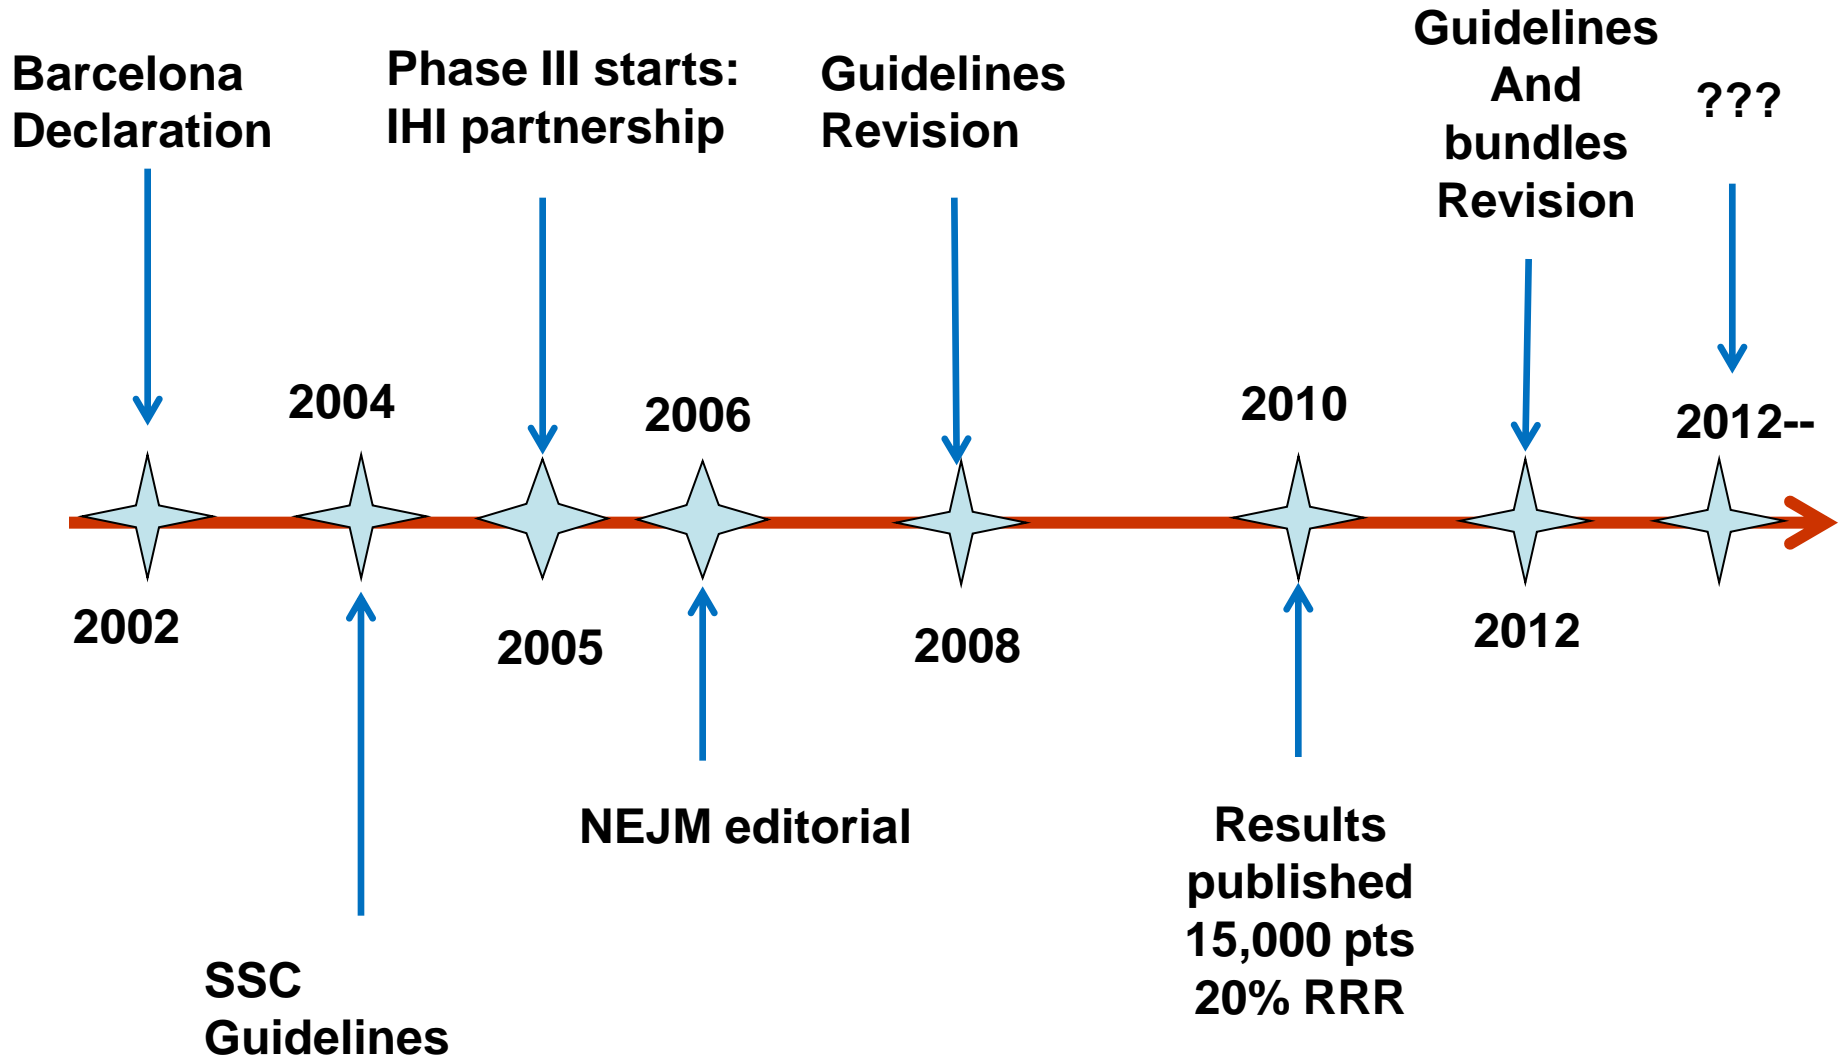 Barcelona
Declaration
Phase III starts:
IHI partnership
Guidelines
Revision
Guidelines
And
bundles
Revision
???
2004
2006
2010
2012--
2002
2005
2008
2012
NEJM editorial
Results
published
15,000 pts
20% RRR
SSC
Guidelines